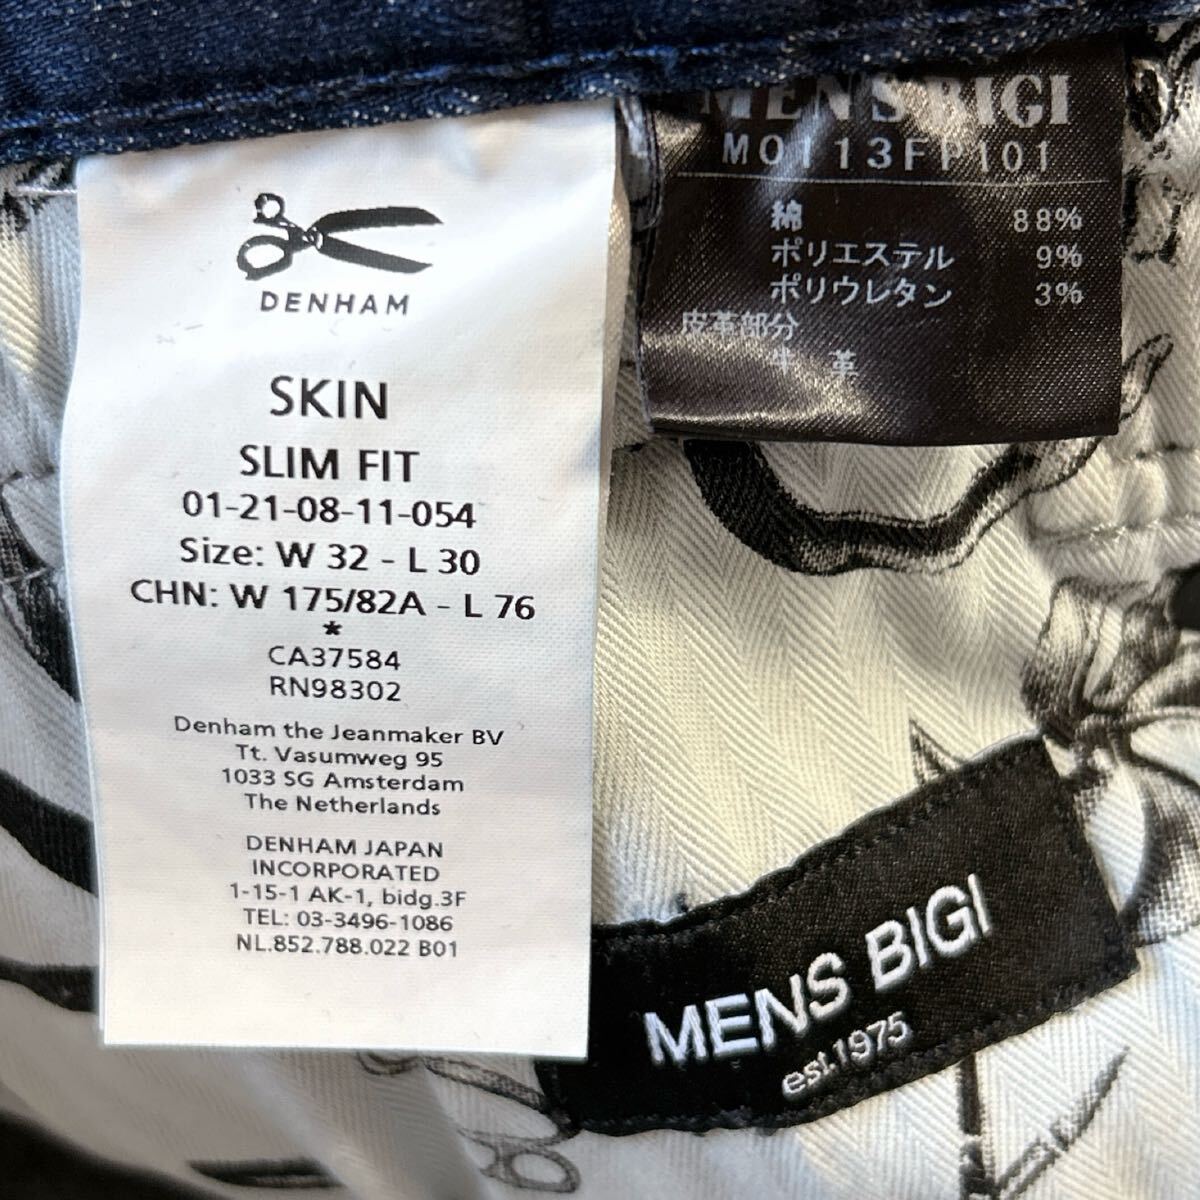 DENHAM
SKIN
SLIM FIT
01-21-08-11-054
Size: W 32 - L 30
CHN: W 175/82A - L 76
*
CA37584
RN98302
Denham the Jeanmaker BV
Tt. Vasumweg 95
1033 SG Amsterdam
The Netherlands
DENHAM JAPAN
INCORPORATED
1-15-1 AK-1, bidg.3F
TEL: 03-3496-1086
NL.852.788.022 B01
MEN'S BIGI
M0113FP101
綿 88%
ポリエステル 9%
ポリウレタン 3%
皮革部分
牛 革
MENS BIGI
est.1975